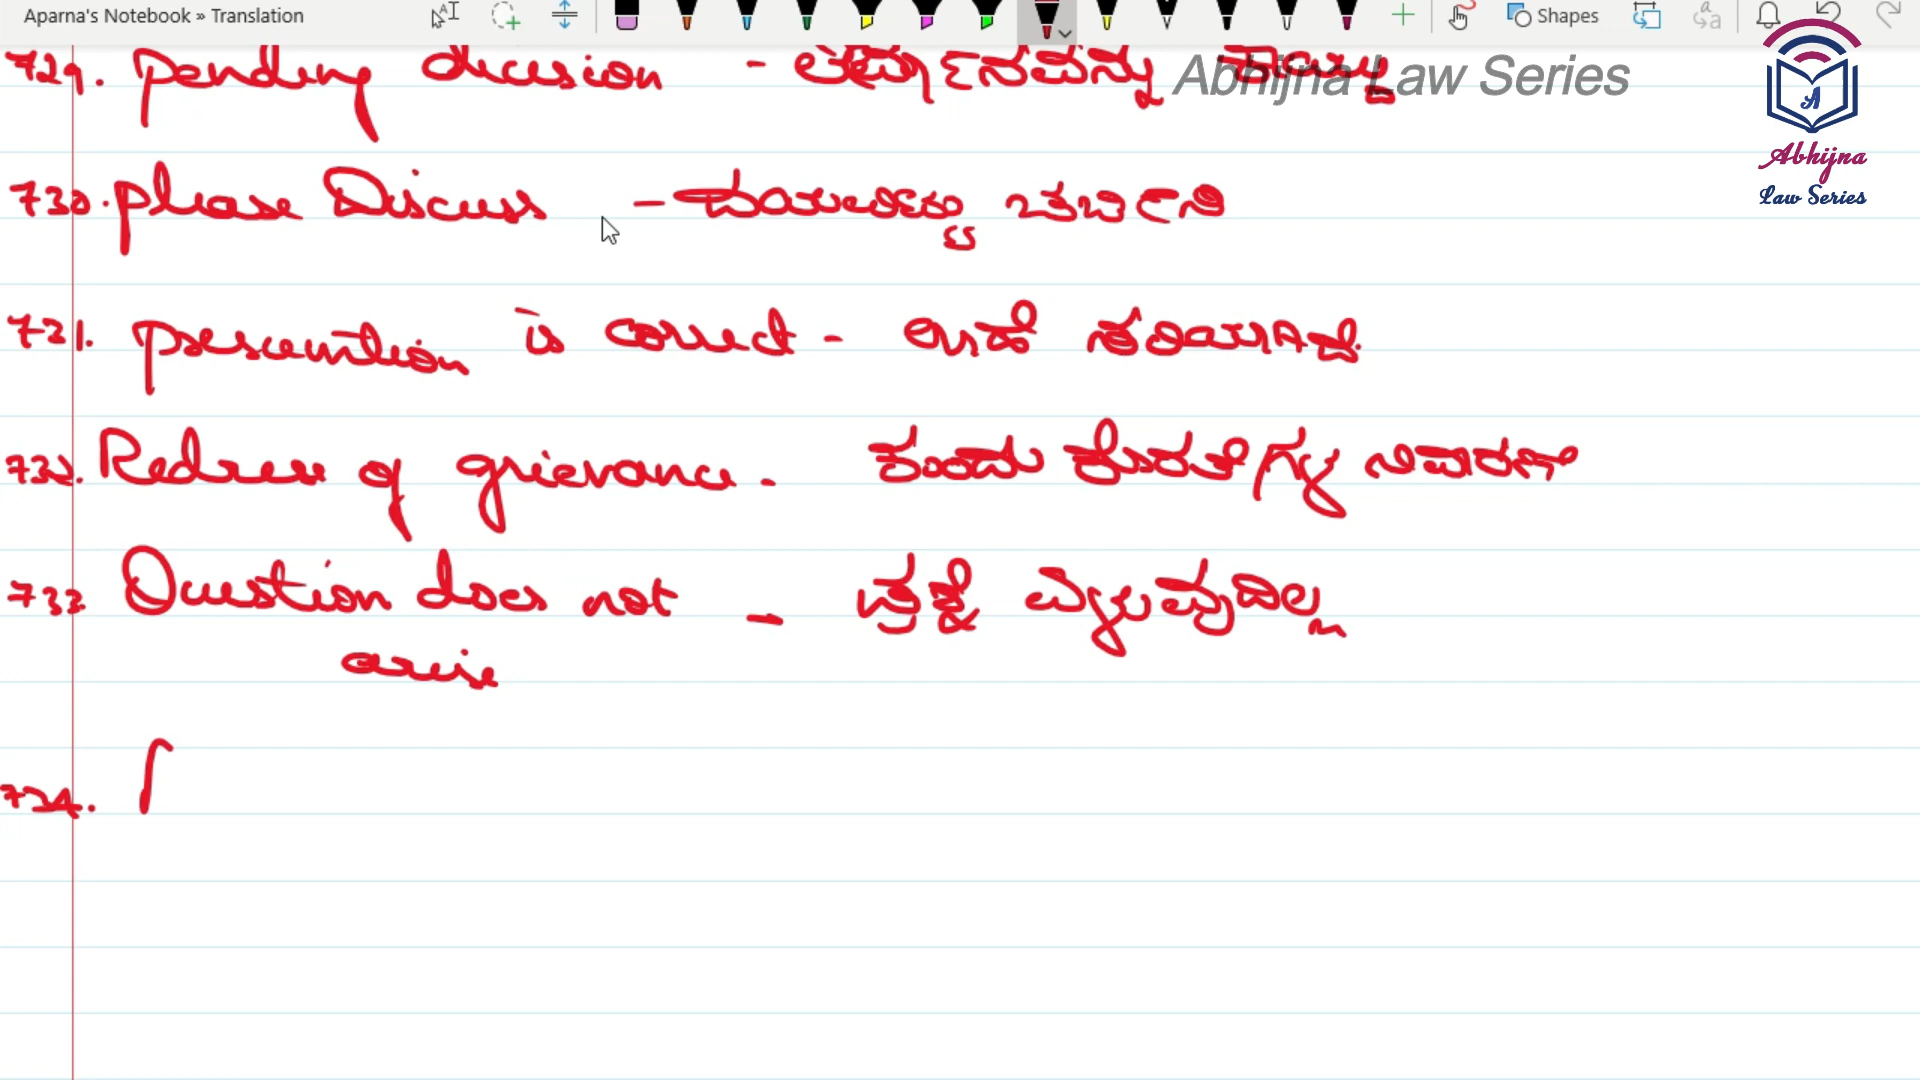 Aparna's Notebook » Translation
Shapes
729. pending decision - ತೀರ್ಮಾನವನ್ನು ಕಾಯ್ದು
Abhijna Law Series
Abhijna
Law Series
730. please Discuss - ದಯವಿಟ್ಟು ಚರ್ಚಿಸಿ
731. presumption is correct - ಊಹೆ ಸರಿಯಾಗಿದೆ.
732. Redress of grievance - ಕುಂದು ಕೊರತೆಗಳ ನಿವಾರಣೆ
733. Question does not - ಪ್ರಶ್ನೆ ಏಳುವುದಿಲ್ಲ
arise
734.